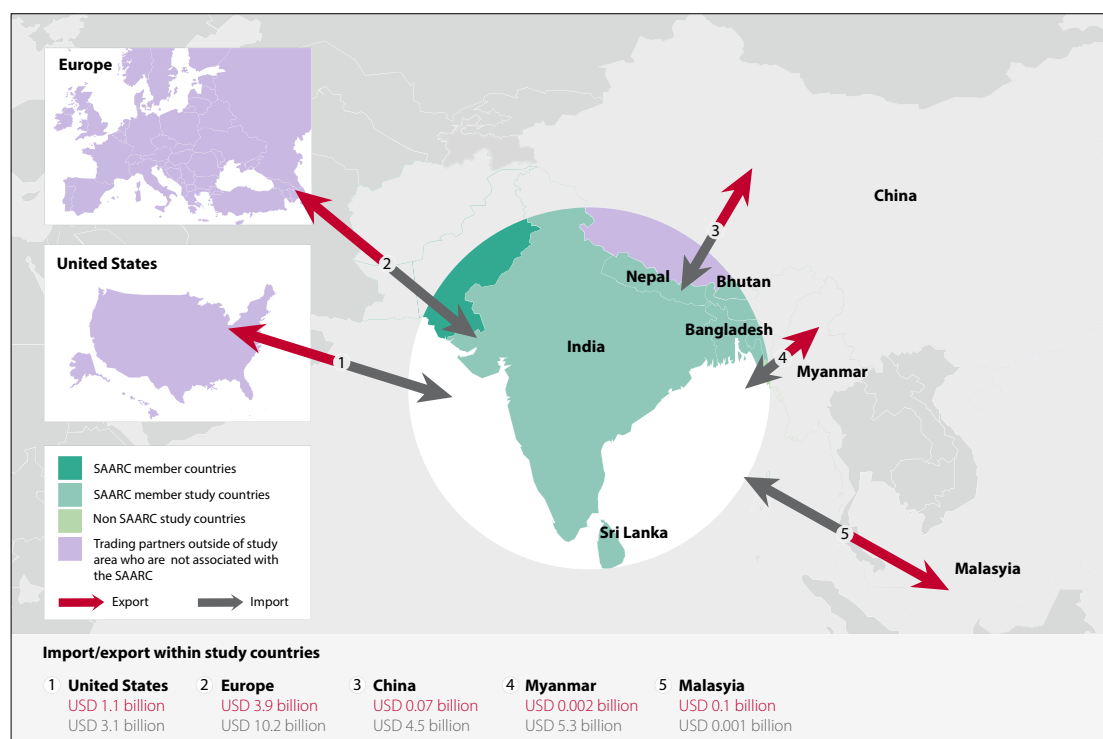 Europe
United States
China
Nepal
Bhutan
Bangladesh
India
Myanmar
Sri Lanka
Malasyia
1
2
3
4
5
SAARC member countries
SAARC member study countries
Non SAARC study countries
Trading partners outside of study
area who are not associated with
the SAARC
Export
Import
Import/export within study countries
1 United States
USD 1.1 billion
USD 3.1 billion
2 Europe
USD 3.9 billion
USD 10.2 billion
3 China
USD 0.07 billion
USD 4.5 billion
4 Myanmar
USD 0.002 billion
USD 5.3 billion
5 Malasyia
USD 0.1 billion
USD 0.001 billion